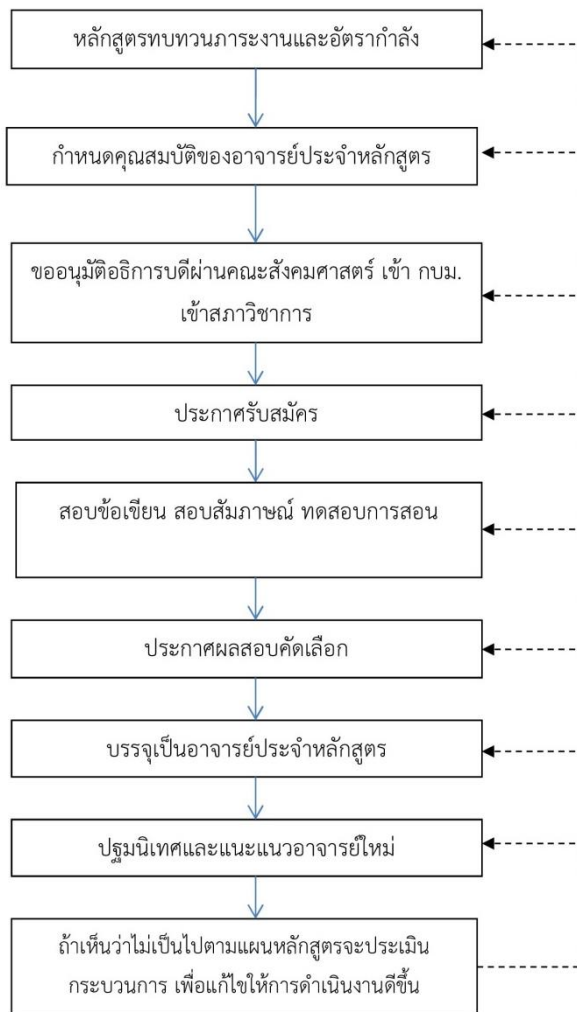 หลักสูตรทบทวนภาระงานและอัตรากำลัง
กำหนดคุณสมบัติของอาจารย์ประจำหลักสูตร
ขออนุมัติอธิการบดีผ่านคณะสังคมศาสตร์ เข้า กบม.
เข้าสภาวิชาการ
ประกาศรับสมัคร
สอบข้อเขียน สอบสัมภาษณ์ ทดสอบการสอน
ประกาศผลสอบคัดเลือก
บรรจุเป็นอาจารย์ประจำหลักสูตร
ปฐมนิเทศและแนะแนวอาจารย์ใหม่
ถ้าเห็นว่าไม่เป็นไปตามแผนหลักสูตรจะประเมิน
กระบวนการ เพื่อแก้ไขให้การดำเนินงานดีขึ้น